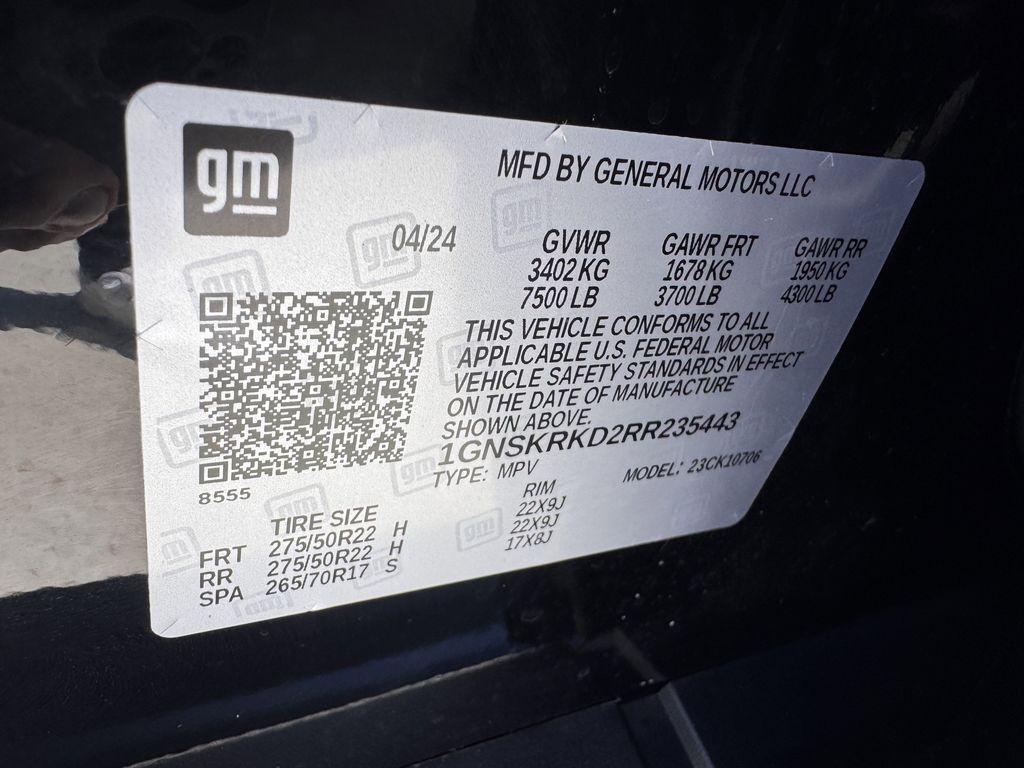 gm
MFD BY GENERAL MOTORS LLC
04/24
GVWR GAWR FRT GAWR RR
3402 KG 1678 KG 1950 KG
7500 LB 3700 LB 4300 LB
THIS VEHICLE CONFORMS TO ALL
APPLICABLE U.S. FEDERAL MOTOR
VEHICLE SAFETY STANDARDS IN EFFECT
ON THE DATE OF MANUFACTURE
SHOWN ABOVE.
1GNSKRKD2RR235443
TYPE: MPV MODEL: 23CK10706
8555
TIRE SIZE RIM
FRT 275/50R22 H 22X9J
RR 275/50R22 H 22X9J
SPA 265/70R17 S 17X8J